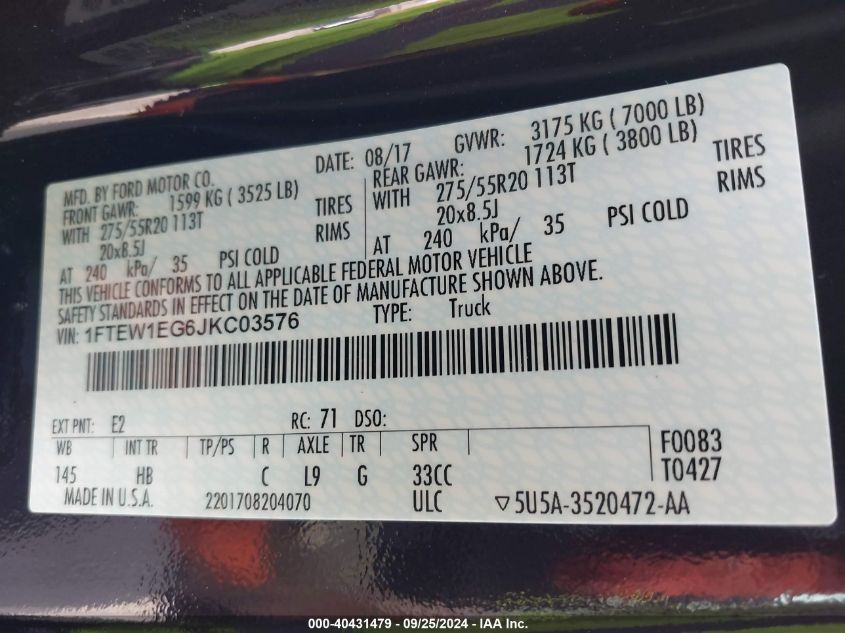 MFD. BY FORD MOTOR CO.
DATE: 08/17 GVWR: 3175 KG ( 7000 LB)
FRONT GAWR: 1599 KG ( 3525 LB) REAR GAWR: 1724 KG ( 3800 LB)
WITH 275/55R20 113T TIRES WITH 275/55R20 113T TIRES
20x8.5J RIMS 20x8.5J RIMS
AT 240 kPa/ 35 PSI COLD AT 240 kPa/ 35 PSI COLD
THIS VEHICLE CONFORMS TO ALL APPLICABLE FEDERAL MOTOR VEHICLE
SAFETY STANDARDS IN EFFECT ON THE DATE OF MANUFACTURE SHOWN ABOVE.
VIN: 1FTEW1EG6JKC03576 TYPE: Truck
EXT PNT: E2 RC: 71 DSO:
WB INT TR TP/PS R AXLE TR SPR F0083
145 HB C L9 G 33CC T0427
MADE IN U.S.A. 2201708204070 ULC ▽5U5A-3520472-AA
000-40431479 - 09/25/2024 - IAA Inc.